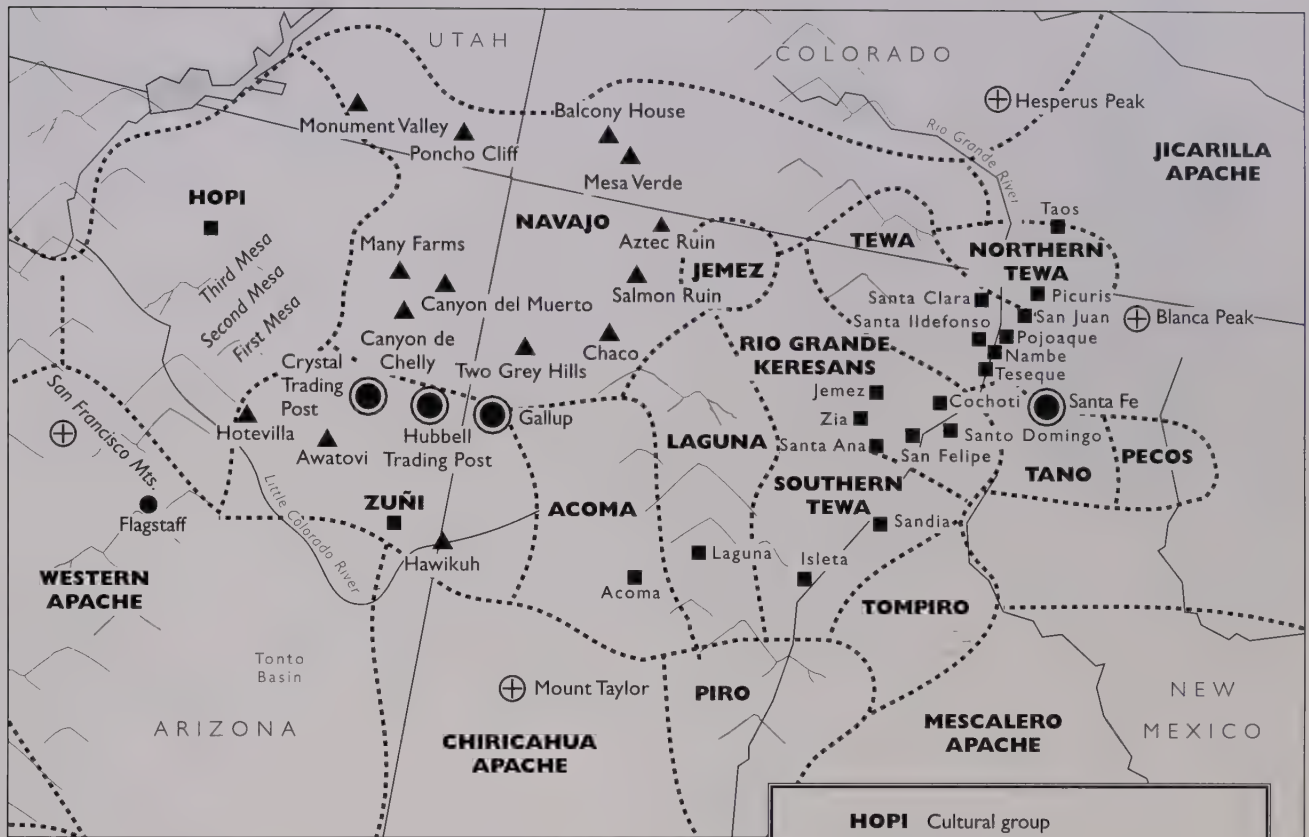 UTAH
COLORADO
Hesperus Peak
Balcony House
Monument Valley
Poncho Cliff
Rio Grande River
JICARILLA
APACHE
Mesa Verde
HOPI
NAVAJO
Taos
Many Farms
Aztec Ruin
TEWA
NORTHERN
TEWA
Third Mesa
Second Mesa
First Mesa
JEMEZ
Canyon del Muerto
Salmon Ruin
Santa Clara
Picuris
San Juan
Blanca Peak
Santa Ildefonso
Pojoaque
Nambe
Teseque
Canyon de
Chelly
Chaco
RIO GRANDE
KERESANS
Crystal
Trading
Post
Two Grey Hills
Jemez
San Francisco Mts.
Cochoti
Santa Fe
Hotevilla
Hubbell
Trading Post
Gallup
Zia
Awatovi
LAGUNA
Santa Ana
San Felipe
Santo Domingo
PECOS
TANO
Little Colorado River
SOUTHERN
TEWA
ZUÑI
ACOMA
Flagstaff
Sandia
Hawikuh
Laguna
Isleta
WESTERN
APACHE
Acoma
TOMPIRO
Tonto
Basin
Mount Taylor
PIRO
NEW
MEXICO
ARIZONA
MESCALERO
APACHE
CHIRICAHUA
APACHE
HOPI Cultural group